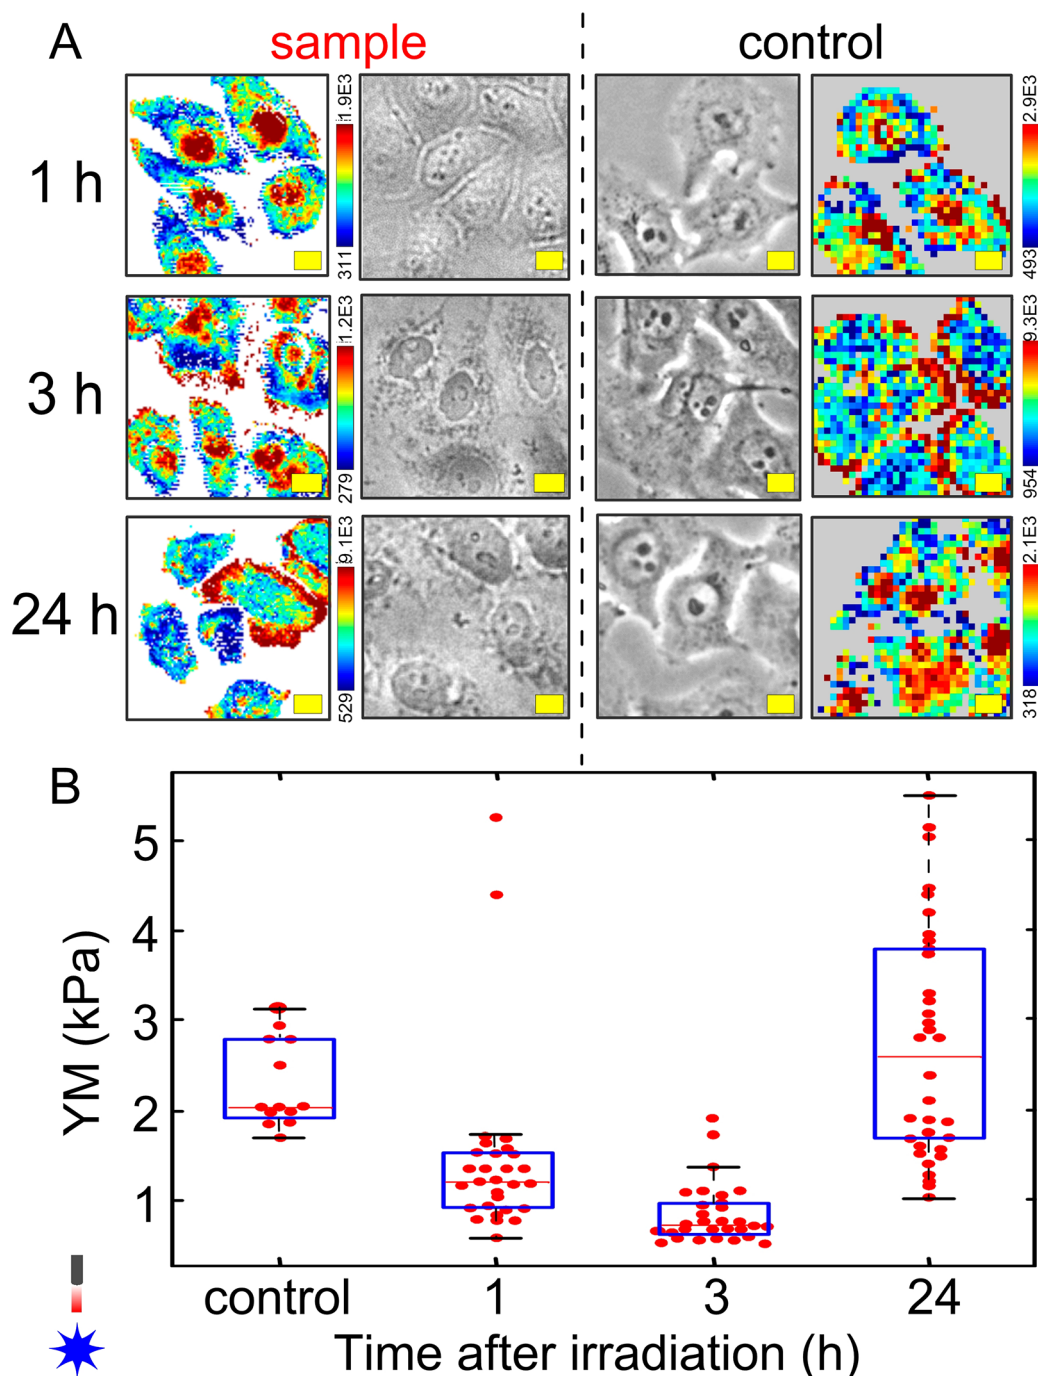 A
sample
control
1 h
1.9E3
311
2.9E3
493
3 h
1.2E3
279
9.3E3
954
24 h
9.1E3
529
2.1E3
318
B
YM (kPa)
5
4
3
2
1
control
1
3
24
Time after irradiation (h)